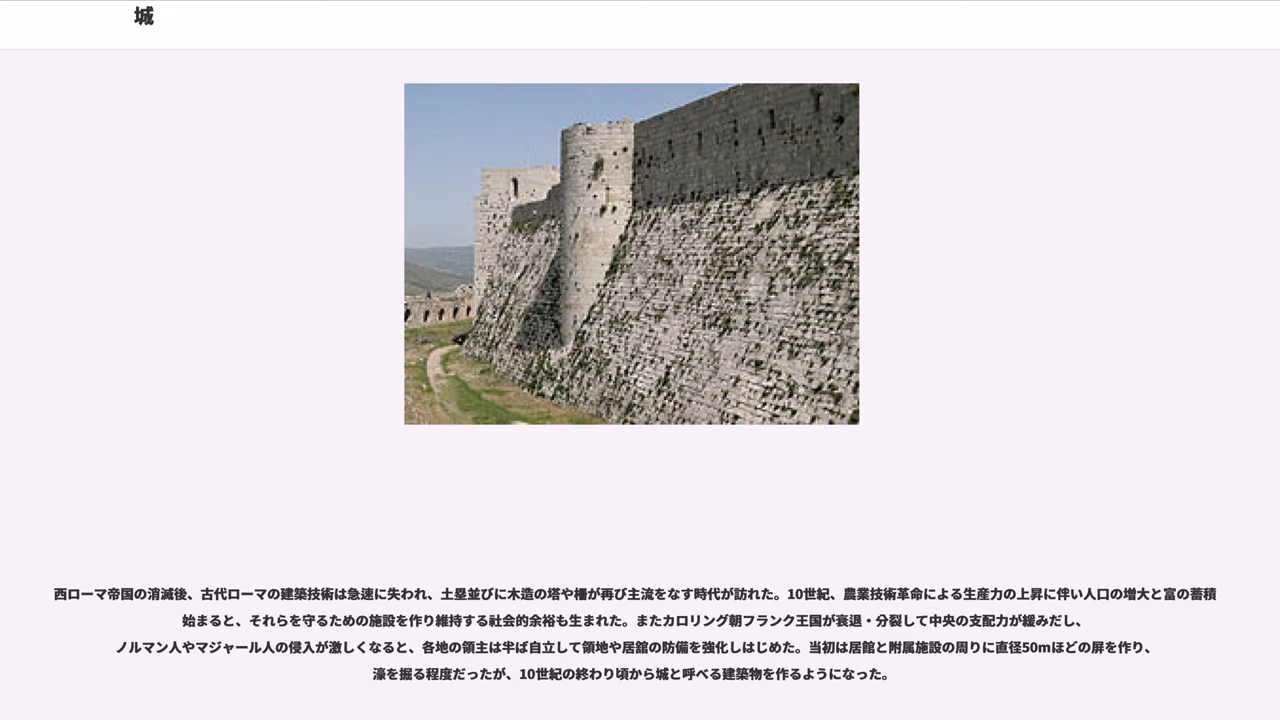 城
西ローマ帝国の消滅後、古代ローマの建築技術は急速に失われ、土塁並びに木造の塔や柵が再び主流をなす時代が訪れた。10世紀、農業技術革命による生産力の上昇に伴い人口の増大と富の蓄積
始まると、それらを守るための施設を作り維持する社会的余裕も生まれた。またカロリング朝フランク王国が衰退・分裂して中央の支配力が緩みだし、
ノルマン人やマジャール人の侵入が激しくなると、各地の領主は半ば自立して領地や居舘の防備を強化しはじめた。当初は居館と附属施設の周りに直径50mほどの屏を作り、
濠を掘る程度だったが、10世紀の終わり頃から城と呼べる建築物を作るようになった。